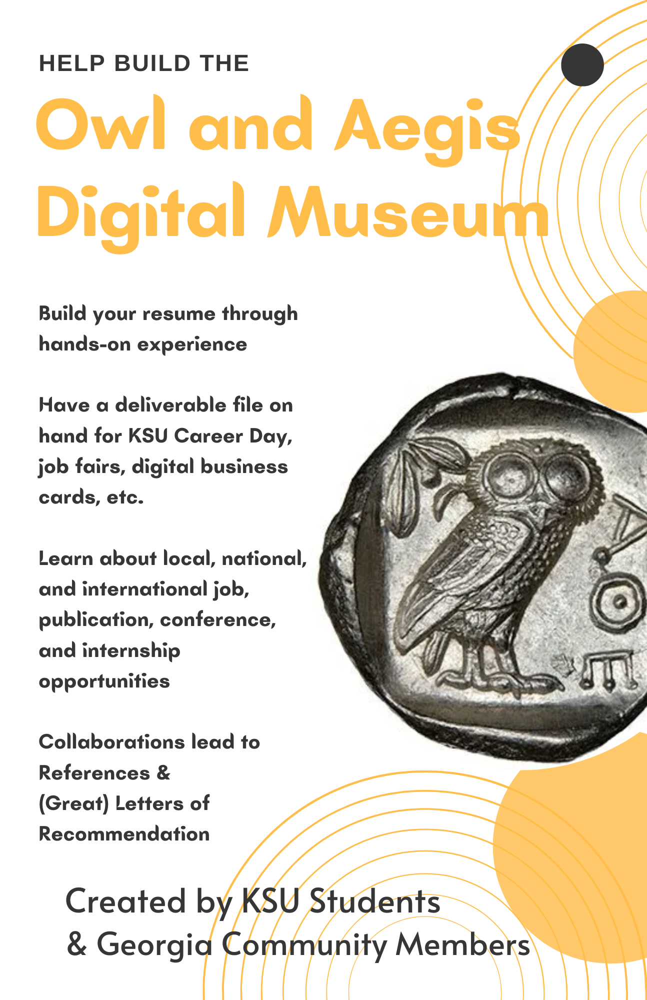 HELP BUILD THE
Owl and Aegis
Digital Museum
Build your resume through
hands-on experience
Have a deliverable file on
hand for KSU Career Day,
job fairs, digital business
cards, etc.
Learn about local, national,
and international job,
publication, conference,
and internship
opportunities
Collaborations lead to
References &
(Great) Letters of
Recommendation
Created by KSU Students
& Georgia Community Members